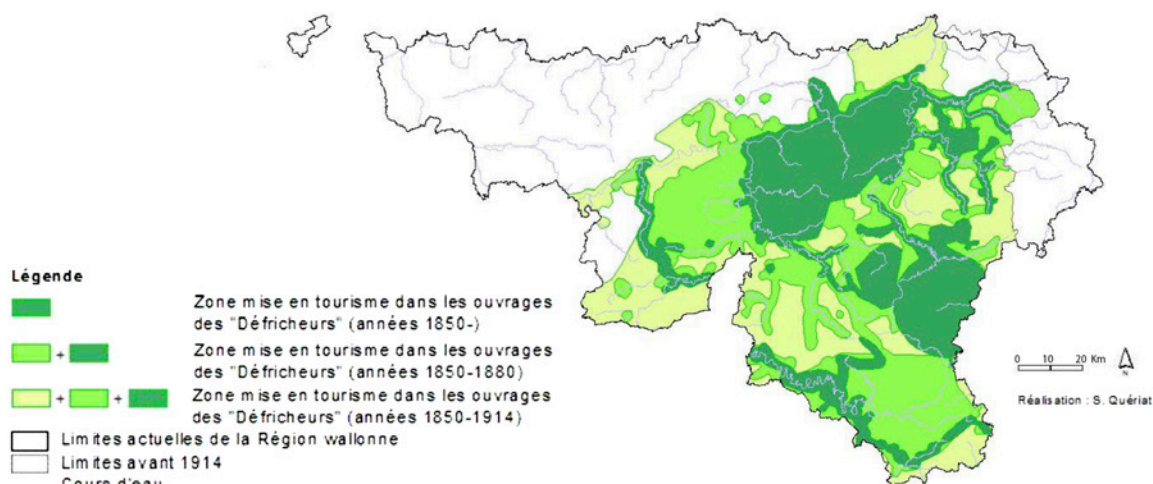 Légende
Zone mise en tourisme dans les ouvrages
des "Défricheurs" (années 1850-)
+
Zone mise en tourisme dans les ouvrages
des "Défricheurs" (années 1850-1880)
+ +
Zone mise en tourisme dans les ouvrages
des "Défricheurs" (années 1850-1914)
Limites actuelles de la Région wallonne
Limites avant 1914
Cours d'eau
0 10 20 Km
N
Réalisation : S. Quériat